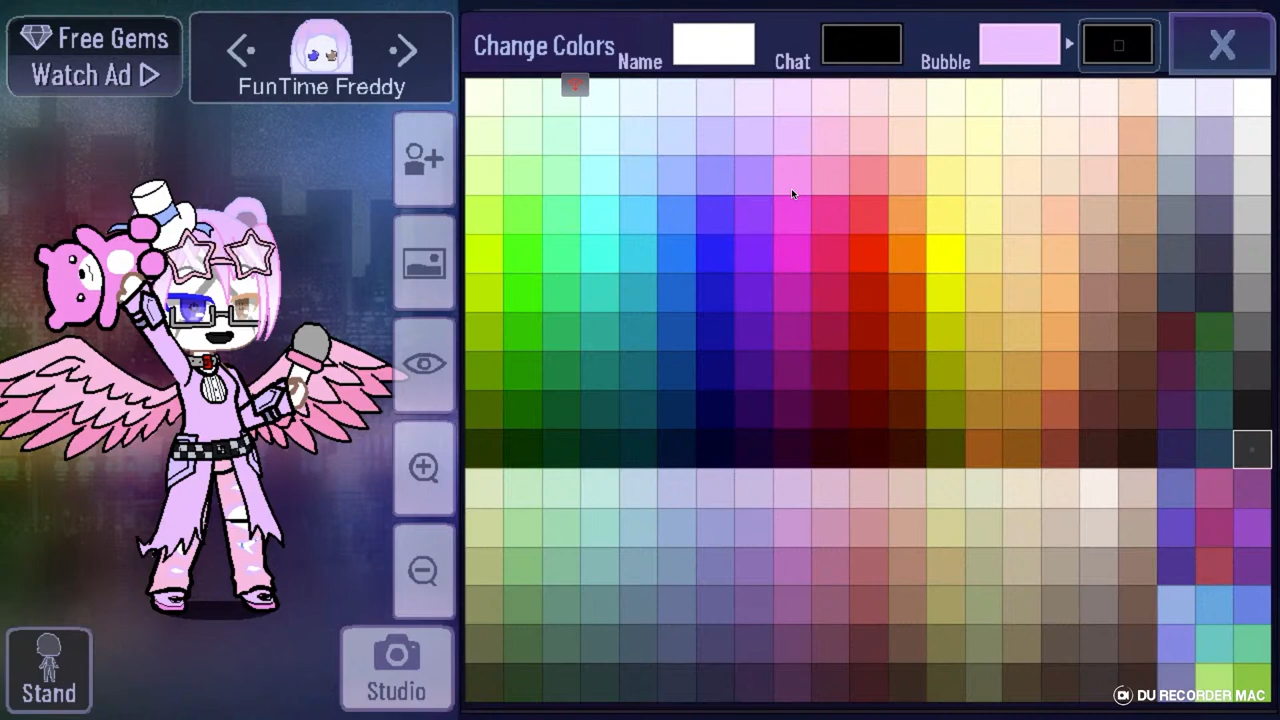 Free Gems
Watch Ad
FunTime Freddy
Change Colors
Name
Chat
Bubble
X
Stand
Studio
DU RECORDER MAC